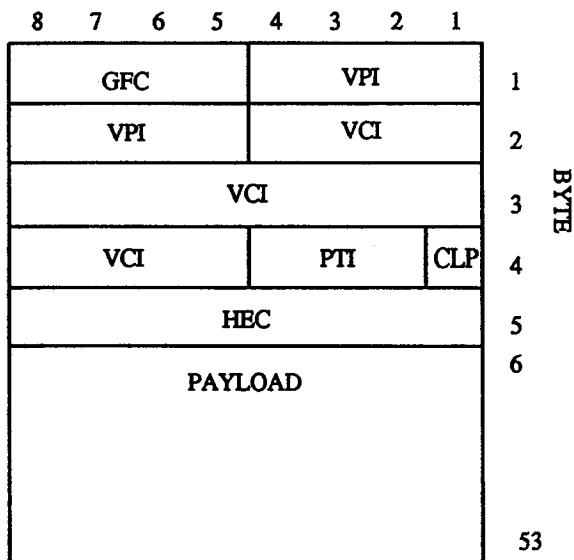 8 7 6 5 4 3 2 1
GFC VPI 1
VPI VCI 2
VCI 3
VCI PTI CLP 4
HEC 5
PAYLOAD 6
53
BYTE